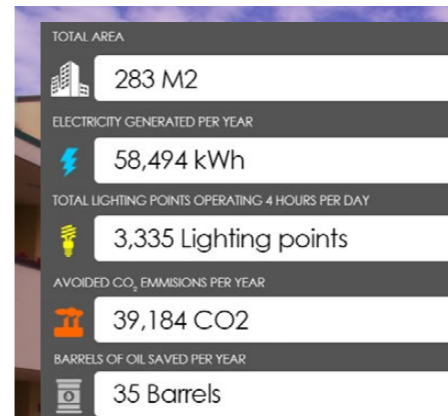 TOTAL AREA
283 M2
ELECTRICITY GENERATED PER YEAR
58,494 kWh
TOTAL LIGHTING POINTS OPERATING 4 HOURS PER DAY
3,335 Lighting points
AVOIDED CO₂ EMMISIONS PER YEAR
39,184 CO2
BARRELS OF OIL SAVED PER YEAR
35 Barrels